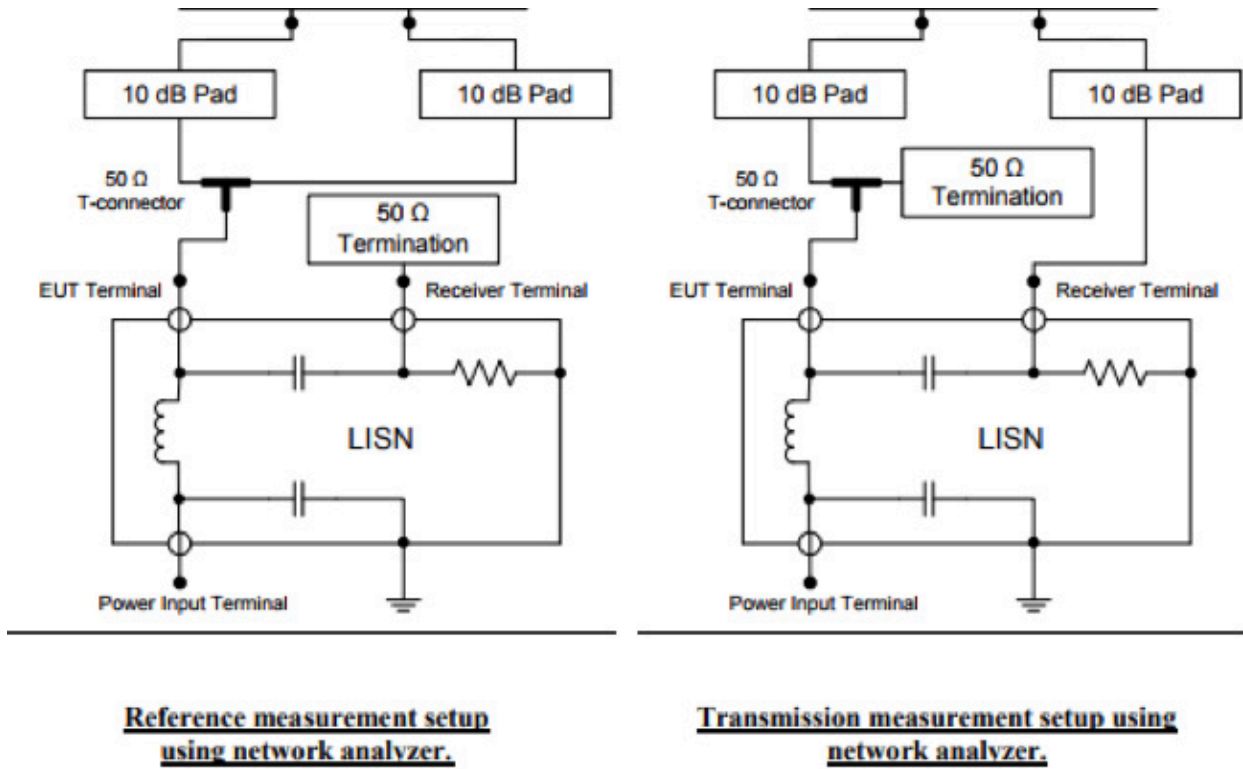 10 dB Pad
10 dB Pad
50 Ω
T-connector
50 Ω
Termination
EUT Terminal
Receiver Terminal
LISN
Power Input Terminal
Reference measurement setup
using network analyzer.
10 dB Pad
10 dB Pad
50 Ω
T-connector
50 Ω
Termination
EUT Terminal
Receiver Terminal
LISN
Power Input Terminal
Transmission measurement setup using
network analyzer.